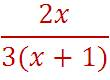 2x
3(x + 1)